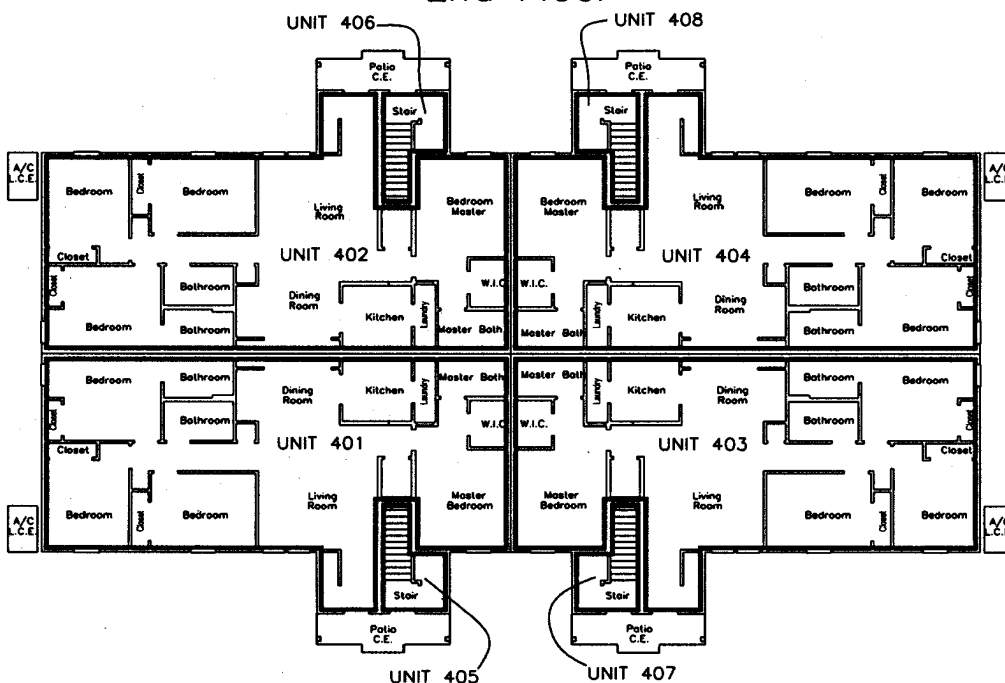 UNIT 406
UNIT 408
Patio
C.E.
Patio
C.E.
Stair
Stair
A/C
L.C.E.
Bedroom
Closet
Bedroom
Living
Room
Bedroom
Master
Bedroom
Master
Living
Room
Bedroom
Closet
Bedroom
A/C
L.C.E.
UNIT 402
UNIT 404
Closet
Closet
Closet
Bathroom
Dining
Room
W.I.C.
W.I.C.
Dining
Room
Bathroom
Closet
Bedroom
Bathroom
Kitchen
Laundry
Master Bath
Master Bath
Laundry
Kitchen
Bathroom
Bedroom
Bedroom
Bathroom
Dining
Room
Kitchen
Laundry
Master Bath
Master Bath
Laundry
Kitchen
Dining
Room
Bathroom
Bedroom
Closet
Bathroom
W.I.C.
W.I.C.
Bathroom
Closet
Closet
UNIT 401
UNIT 403
Closet
A/C
L.C.E.
Bedroom
Closet
Bedroom
Living
Room
Master
Bedroom
Master
Bedroom
Living
Room
Bedroom
Closet
Bedroom
A/C
L.C.E.
Stair
Stair
Patio
C.E.
Patio
C.E.
UNIT 405
UNIT 407